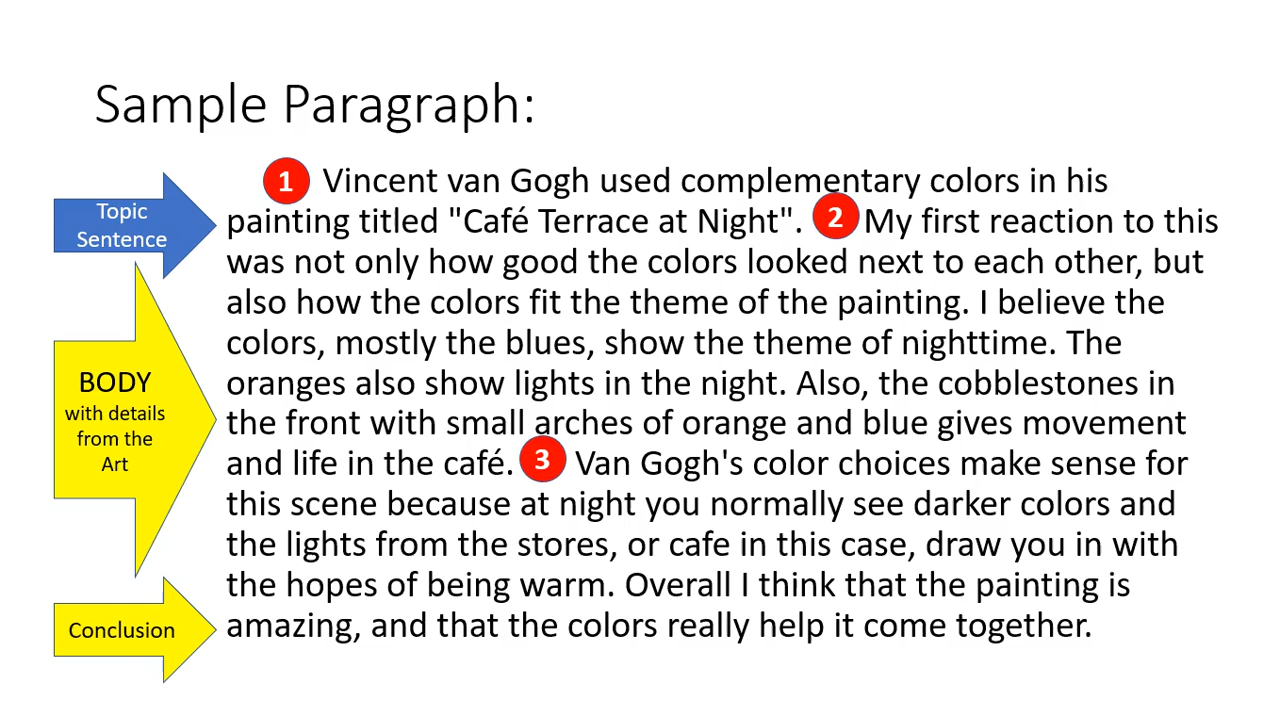 Sample Paragraph:
1 Vincent van Gogh used complementary colors in his
painting titled "Café Terrace at Night". 2 My first reaction to this
was not only how good the colors looked next to each other, but
also how the colors fit the theme of the painting. I believe the
colors, mostly the blues, show the theme of nighttime. The
oranges also show lights in the night. Also, the cobblestones in
the front with small arches of orange and blue gives movement
and life in the café. 3 Van Gogh's color choices make sense for
this scene because at night you normally see darker colors and
the lights from the stores, or cafe in this case, draw you in with
the hopes of being warm. Overall I think that the painting is
amazing, and that the colors really help it come together.
Topic
Sentence
BODY
with details
from the
Art
Conclusion